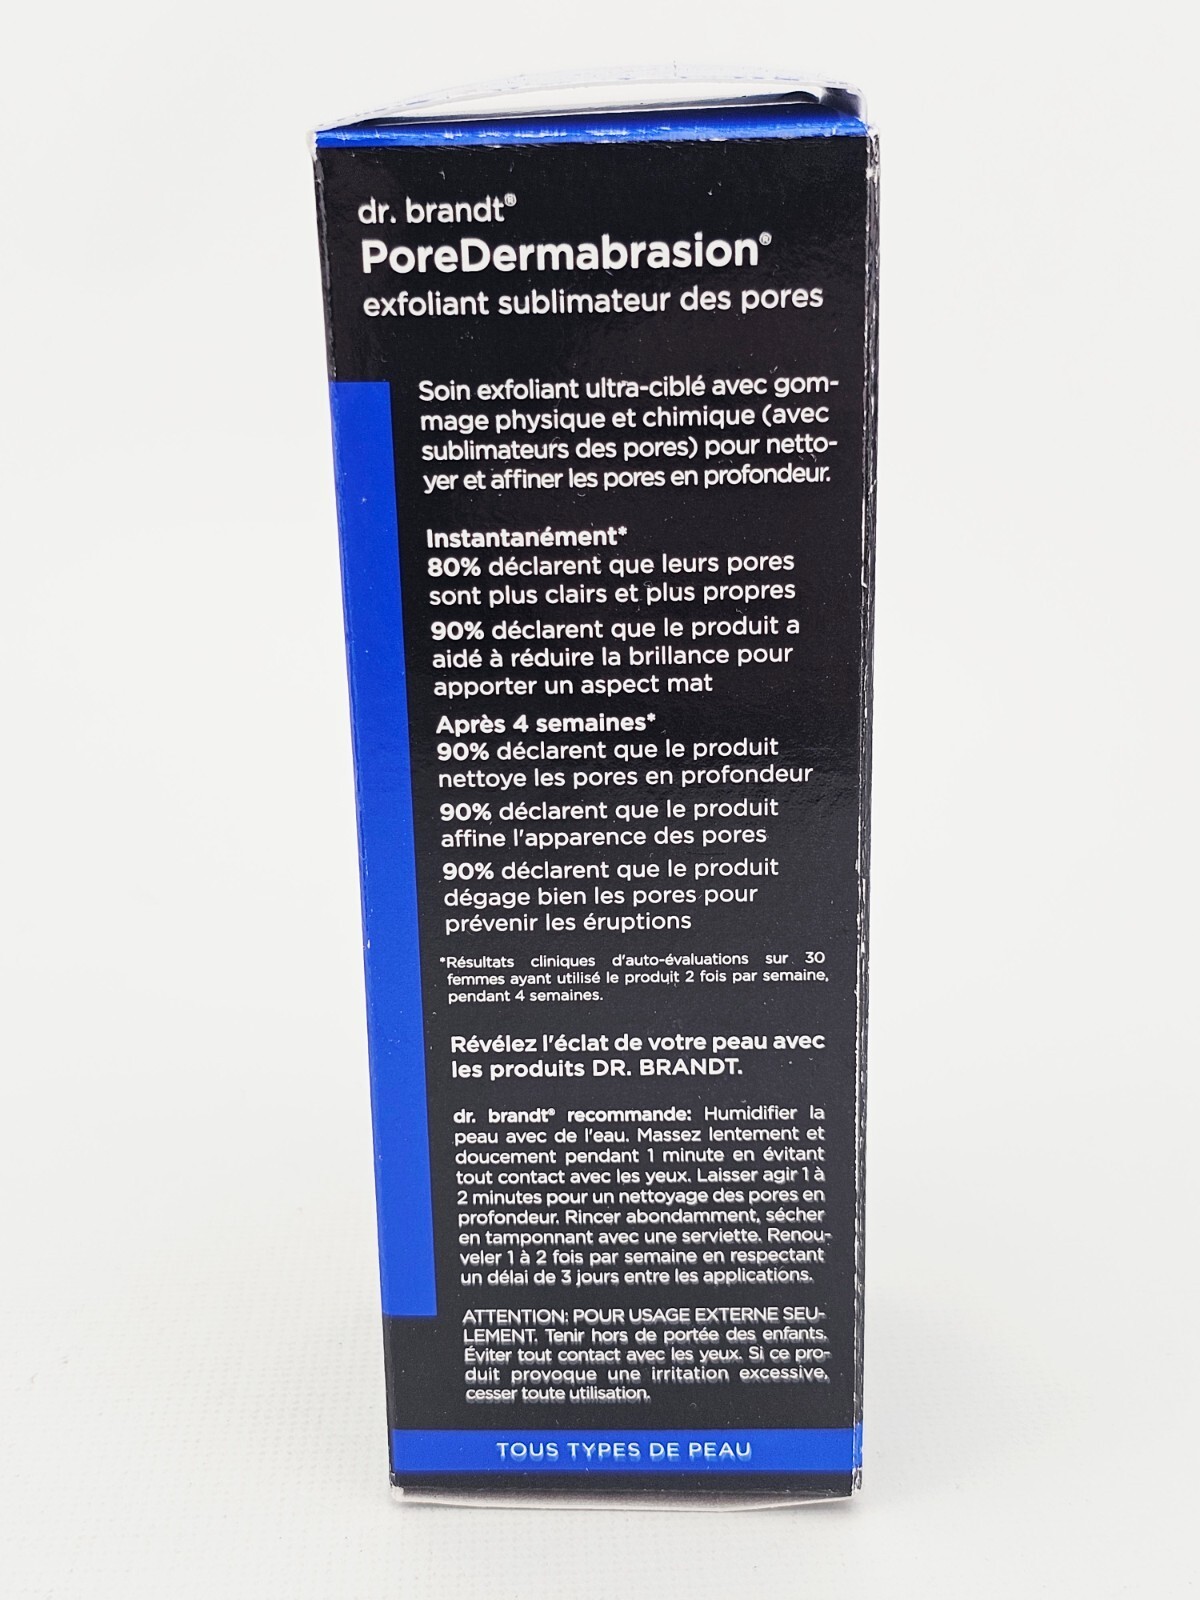 dr. brandt®
PoreDermabrasion®
exfoliant sublimateur des pores
Soin exfoliant ultra-ciblé avec gom-
mage physique et chimique (avec
sublimateurs des pores) pour netto-
yer et affiner les pores en profondeur.
Instantanément*
80% déclarent que leurs pores
sont plus clairs et plus propres
90% déclarent que le produit a
aidé à réduire la brillance pour
apporter un aspect mat
Après 4 semaines*
90% déclarent que le produit
nettoye les pores en profondeur
90% déclarent que le produit
affine l'apparence des pores
90% déclarent que le produit
dégage bien les pores pour
prévenir les éruptions
*Résultats cliniques d'auto-évaluations sur 30
femmes ayant utilisé le produit 2 fois par semaine,
pendant 4 semaines.
Révélez l'éclat de votre peau avec
les produits DR. BRANDT.
dr. brandt® recommande: Humidifier la
peau avec de l'eau. Massez lentement et
doucement pendant 1 minute en évitant
tout contact avec les yeux. Laisser agir 1 à
2 minutes pour un nettoyage des pores en
profondeur. Rincer abondamment, sécher
en tamponnant avec une serviette. Renou-
veler 1 à 2 fois par semaine en respectant
un délai de 3 jours entre les applications.
ATTENTION: POUR USAGE EXTERNE SEU-
LEMENT. Tenir hors de portée des enfants.
Éviter tout contact avec les yeux. Si ce pro-
duit provoque une irritation excessive,
cesser toute utilisation.
TOUS TYPES DE PEAU